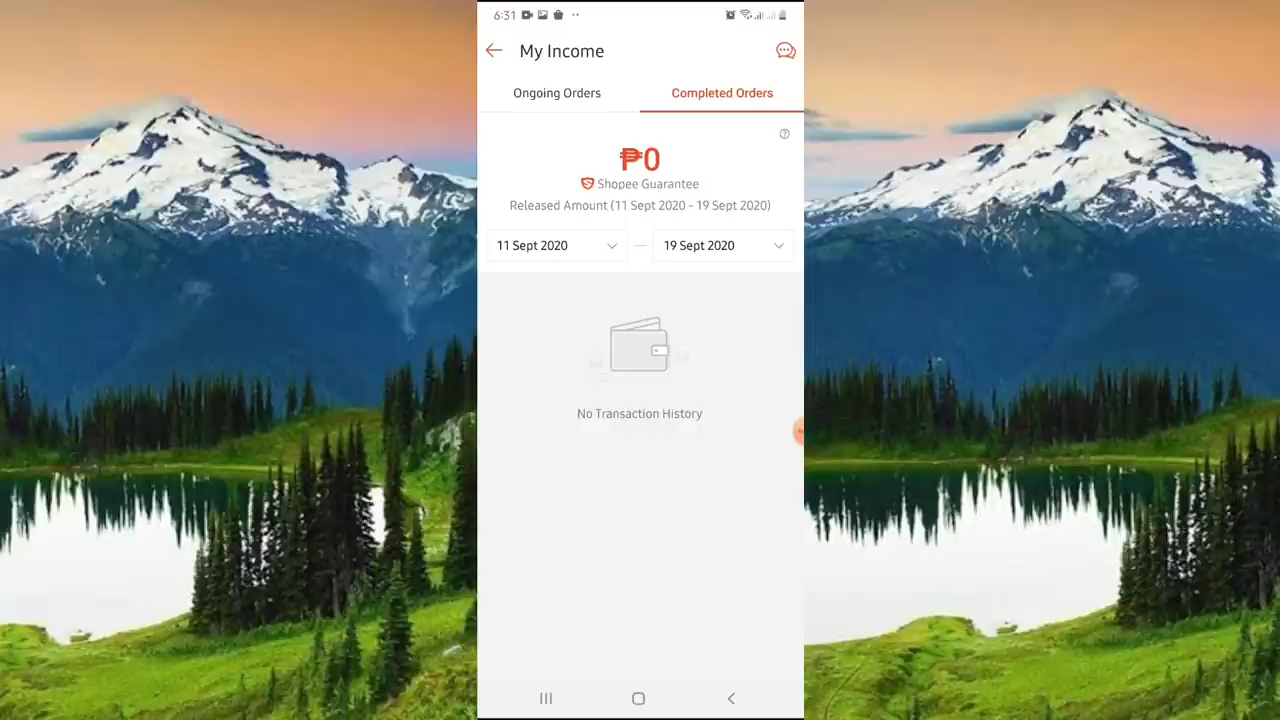 6:31
My Income
Ongoing Orders
Completed Orders
₱0
Shopee Guarantee
Released Amount (11 Sept 2020 - 19 Sept 2020)
11 Sept 2020
19 Sept 2020
No Transaction History